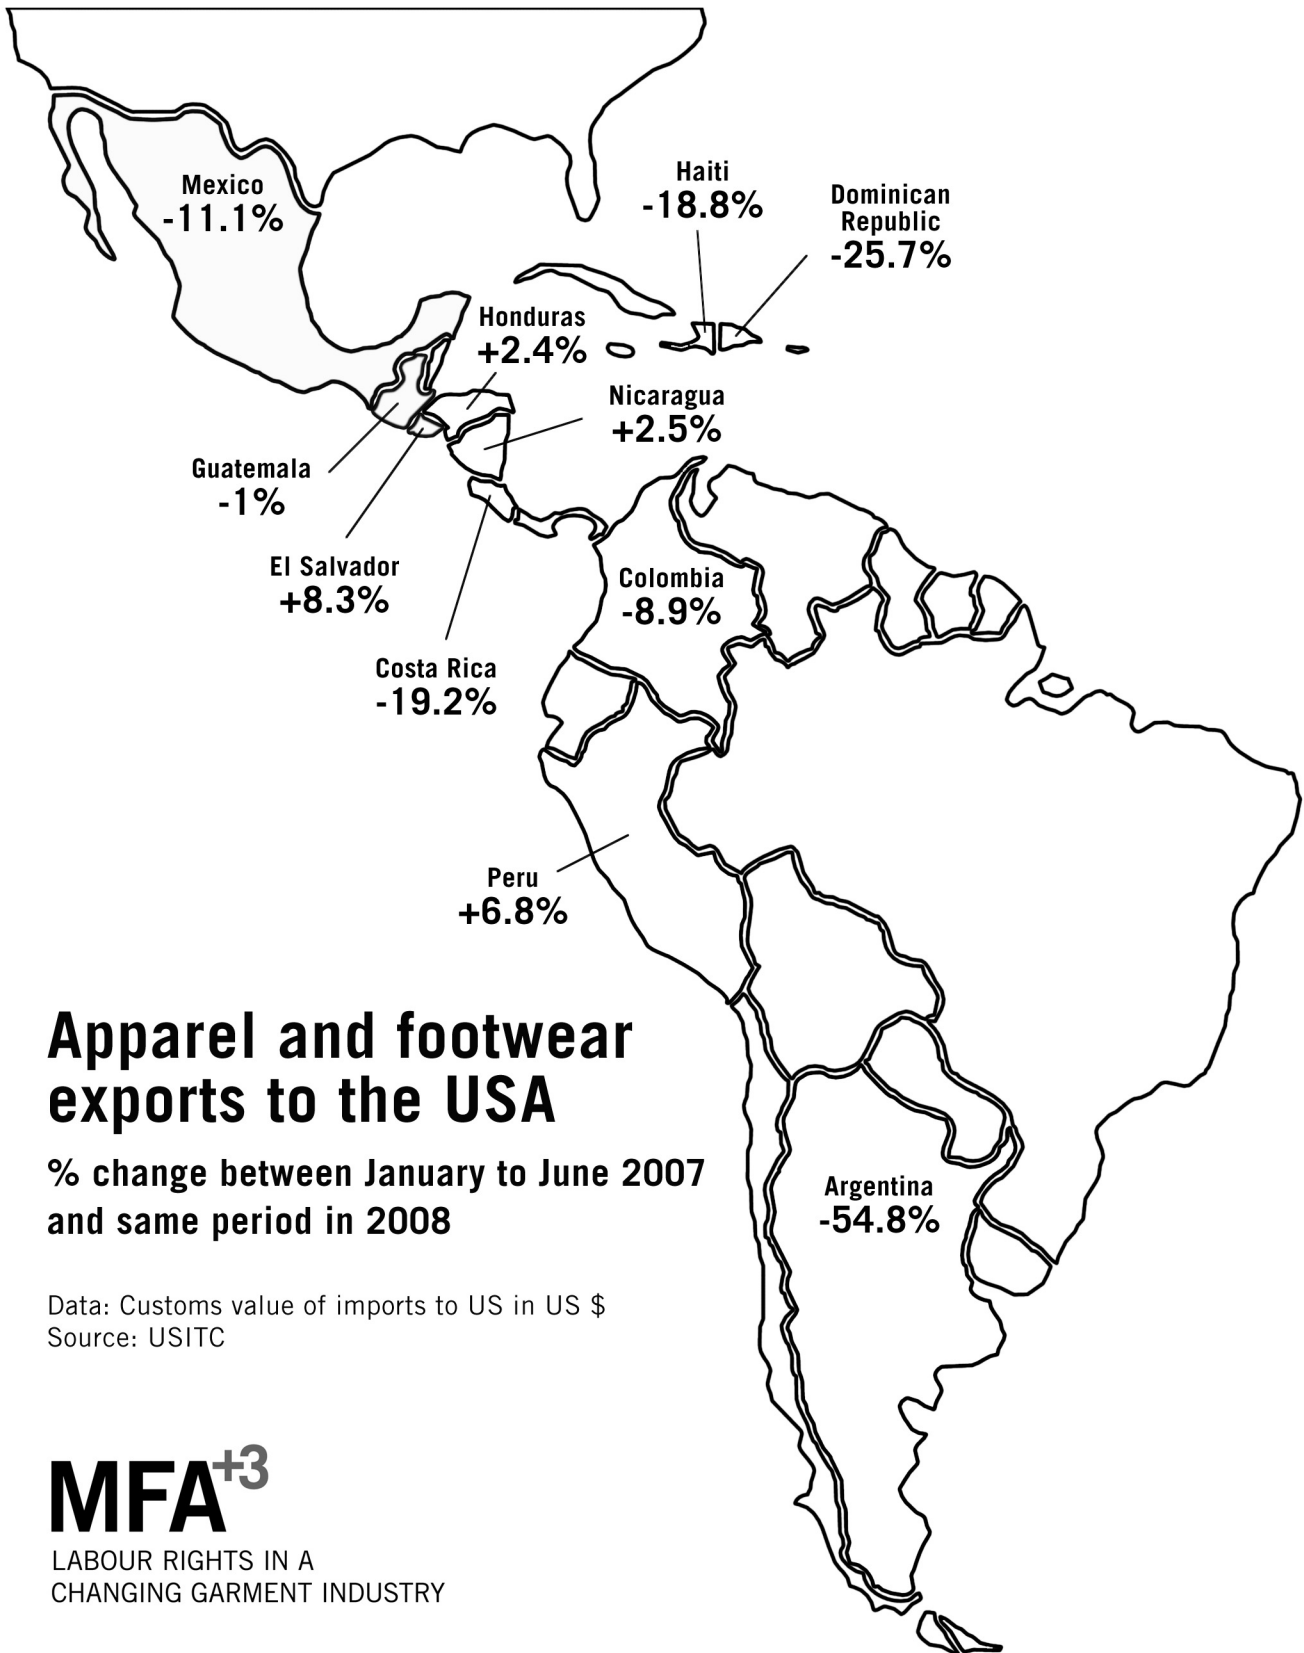 Mexico
-11.1%
Haiti
-18.8%
Dominican
Republic
-25.7%
Honduras
+2.4%
Nicaragua
+2.5%
Guatemala
-1%
El Salvador
+8.3%
Costa Rica
-19.2%
Colombia
-8.9%
Peru
+6.8%
Argentina
-54.8%
Apparel and footwear
exports to the USA
% change between January to June 2007
and same period in 2008
Data: Customs value of imports to US in US $
Source: USITC
MFA+3
LABOUR RIGHTS IN A
CHANGING GARMENT INDUSTRY